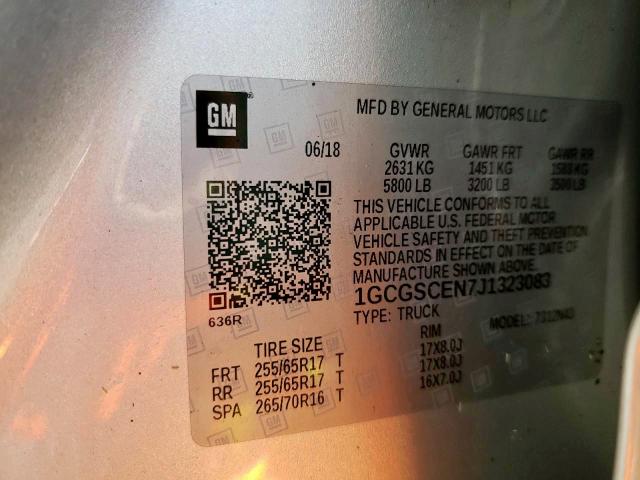 GM
MFD BY GENERAL MOTORS LLC
06/18 GVWR GAWR FRT GAWR RR
2631 KG 1451 KG 1588 KG
5800 LB 3200 LB 3500 LB
THIS VEHICLE CONFORMS TO ALL
APPLICABLE U.S. FEDERAL MOTOR
VEHICLE SAFETY AND THEFT PREVENTION
STANDARDS IN EFFECT ON THE DATE OF
MANUFACTURE SHOWN ABOVE.
1GCGSCEN7J1323083
TYPE: TRUCK MODEL:
636R
TIRE SIZE RIM
FRT 255/65R17 T 17X8.0J
RR 255/65R17 T 17X8.0J
SPA 265/70R16 T 16X7.0J